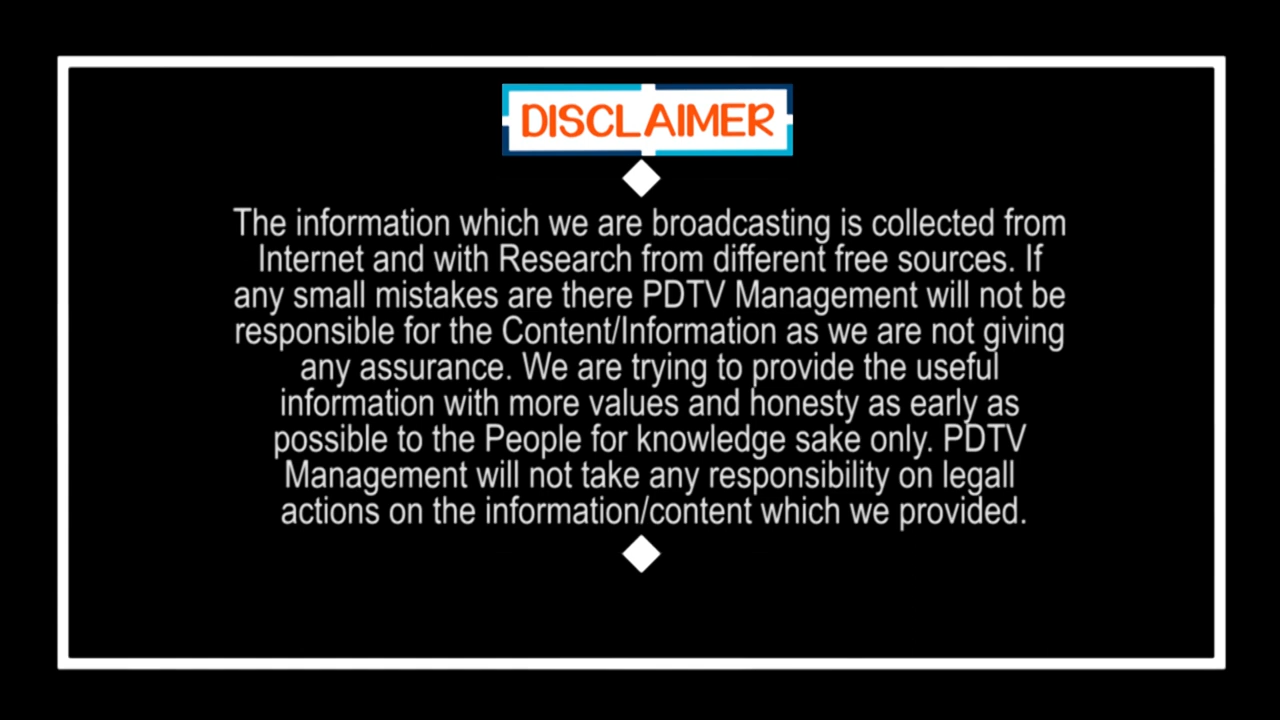 DISCLAIMER
The information which we are broadcasting is collected from
Internet and with Research from different free sources. If
any small mistakes are there PDTV Management will not be
responsible for the Content/Information as we are not giving
any assurance. We are trying to provide the useful
information with more values and honesty as early as
possible to the People for knowledge sake only. PDTV
Management will not take any responsibility on legall
actions on the information/content which we provided.